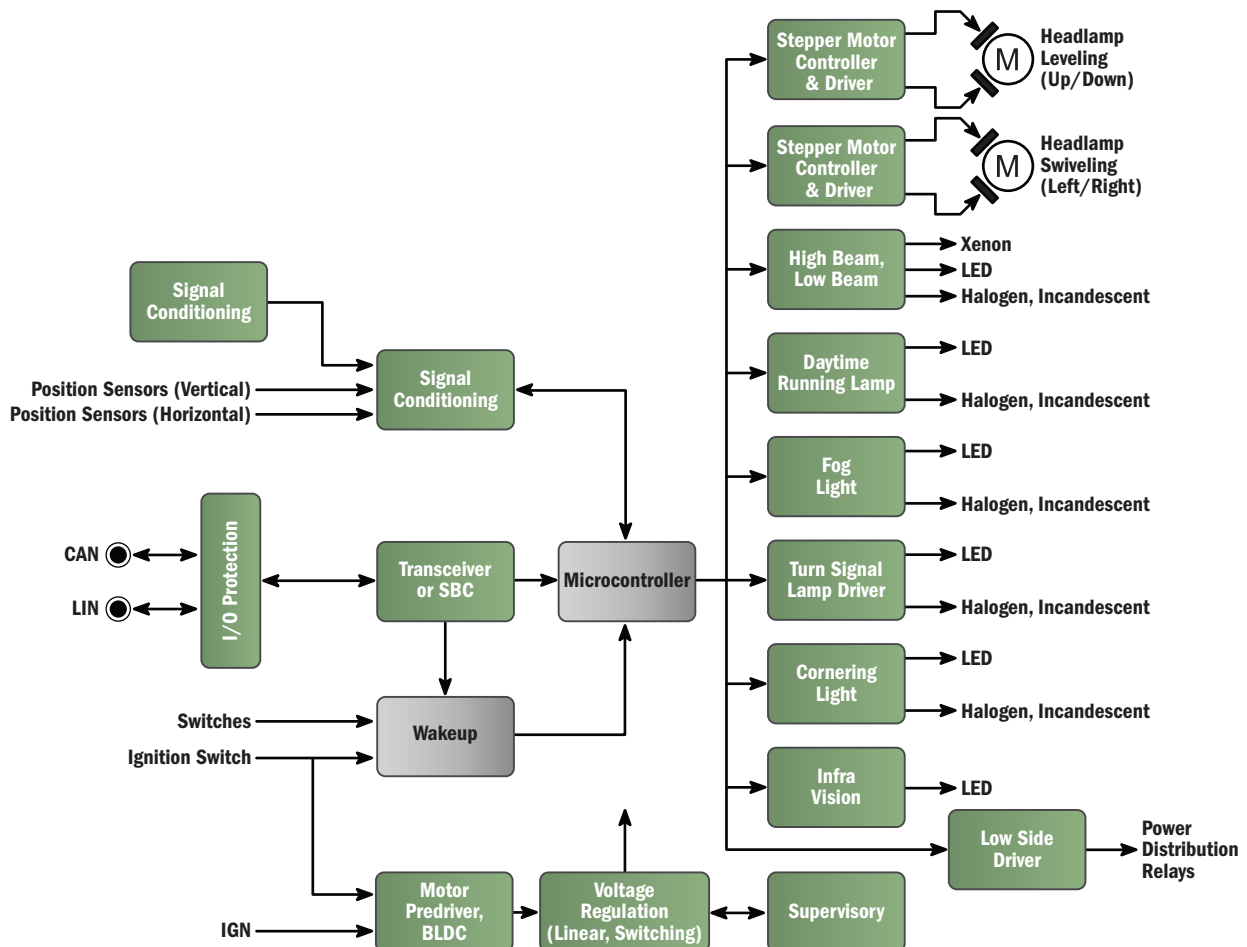 Stepper Motor
Controller
& Driver
M
Headlamp
Leveling
(Up/Down)
Stepper Motor
Controller
& Driver
M
Headlamp
Swiveling
(Left/Right)
High Beam,
Low Beam
Xenon
LED
Halogen, Incandescent
Signal
Conditioning
Daytime
Running Lamp
LED
Halogen, Incandescent
Position Sensors (Vertical)
Position Sensors (Horizontal)
Signal
Conditioning
Fog
Light
LED
Halogen, Incandescent
CAN
LIN
I/O Protection
Transceiver
or SBC
Microcontroller
Turn Signal
Lamp Driver
LED
Halogen, Incandescent
Cornering
Light
LED
Halogen, Incandescent
Switches
Ignition Switch
Wakeup
Infra
Vision
LED
Low Side
Driver
Power
Distribution
Relays
IGN
Motor
Predriver,
BLDC
Voltage
Regulation
(Linear, Switching)
Supervisory